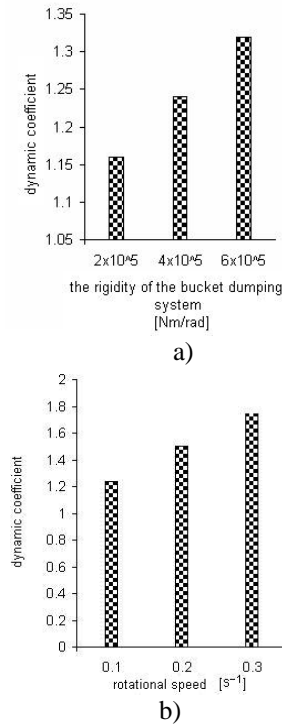 1.35
1.3
1.25
1.2
1.15
1.1
1.05
dynamic coefficient
2x10^5 4x10^5 6x10^5
the rigidity of the bucket dumping
system
[Nm/rad]
a)
2
1.8
1.6
1.4
1.2
1
0.8
0.6
0.4
0.2
0
dynamic coefficient
0.1 0.2 0.3
rotational speed [s⁻¹]
b)